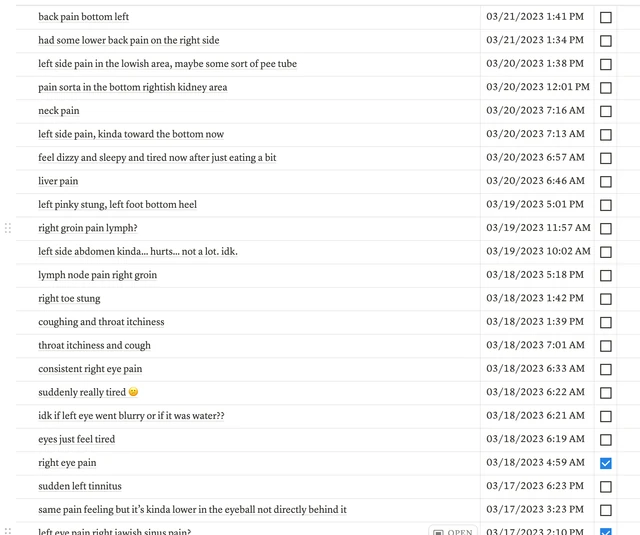 back pain bottom left 03/21/2023 1:41 PM
had some lower back pain on the right side 03/21/2023 1:34 PM
left side pain in the lowish area, maybe some sort of pee tube 03/20/2023 1:38 PM
pain sorta in the bottom rightish kidney area 03/20/2023 12:01 PM
neck pain 03/20/2023 7:16 AM
left side pain, kinda toward the bottom now 03/20/2023 7:13 AM
feel dizzy and sleepy and tired now after just eating a bit 03/20/2023 6:57 AM
liver pain 03/20/2023 6:46 AM
left pinky stung, left foot bottom heel 03/19/2023 5:01 PM
right groin pain lymph? 03/19/2023 11:57 AM
left side abdomen kinda... hurts... not a lot. idk. 03/19/2023 10:02 AM
lymph node pain right groin 03/18/2023 5:18 PM
right toe stung 03/18/2023 1:42 PM
coughing and throat itchiness 03/18/2023 1:39 PM
throat itchiness and cough 03/18/2023 7:01 AM
consistent right eye pain 03/18/2023 6:33 AM
suddenly really tired 😕 03/18/2023 6:22 AM
idk if left eye went blurry or if it was water?? 03/18/2023 6:21 AM
eyes just feel tired 03/18/2023 6:19 AM
right eye pain 03/18/2023 4:59 AM
sudden left tinnitus 03/17/2023 6:23 PM
same pain feeling but it's kinda lower in the eyeball not directly behind it 03/17/2023 3:23 PM
left eye pain right jawish sinus pain? OPEN 03/17/2023 2:10 PM